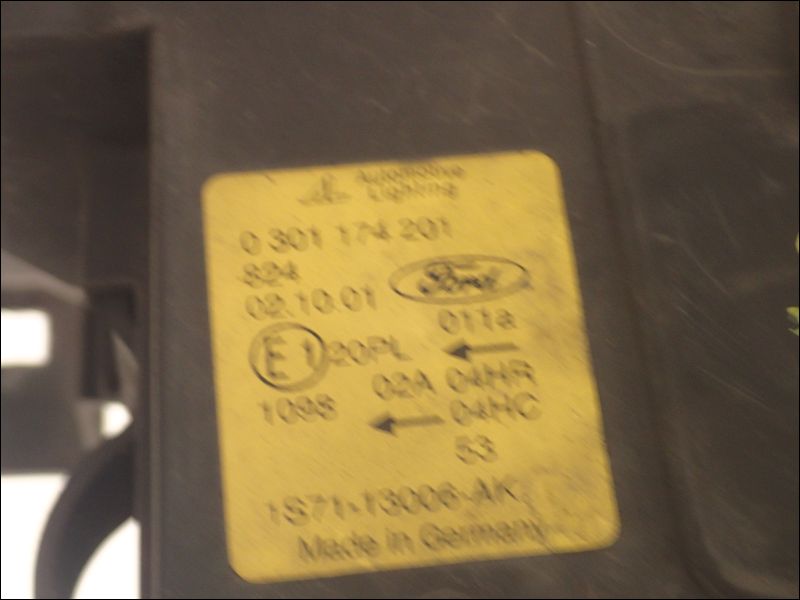 Automotive
Lighting
0 301 174 201
824
02.10.01 Ford
011a
E1 20PL
02A 04HR
1098 04HC
53
1S71-13006-AK
Made in Germany